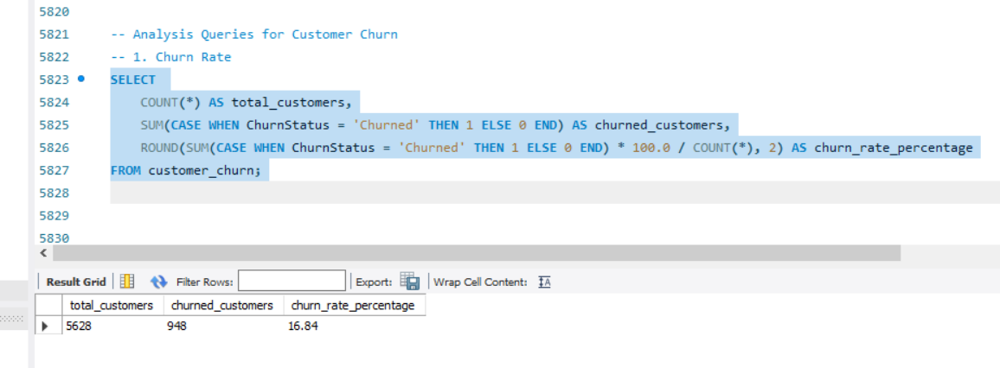 5820
5821 -- Analysis Queries for Customer Churn
5822 -- 1. Churn Rate
5823 SELECT
5824 COUNT(*) AS total_customers,
5825 SUM(CASE WHEN ChurnStatus = 'Churned' THEN 1 ELSE 0 END) AS churned_customers,
5826 ROUND(SUM(CASE WHEN ChurnStatus = 'Churned' THEN 1 ELSE 0 END) * 100.0 / COUNT(*), 2) AS churn_rate_percentage
5827 FROM customer_churn;
5828
5829
5830
Result Grid Filter Rows: Export: Wrap Cell Content: IA
total_customers churned_customers churn_rate_percentage
5628 948 16.84